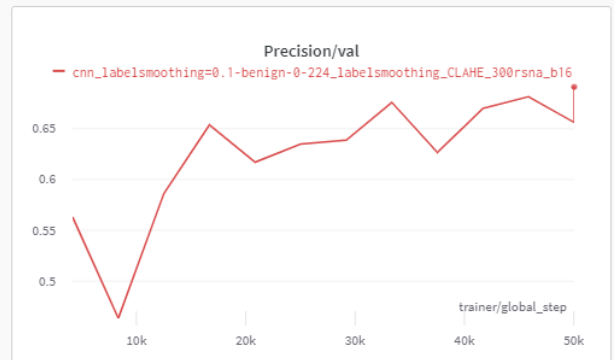 Precision/val
cnn_labelsmoothing=0.1-benign-0-224_labelsmoothing_CLAHE_300rsna_b16
0.65
0.6
0.55
0.5
trainer/global_step
10k 20k 30k 40k 50k